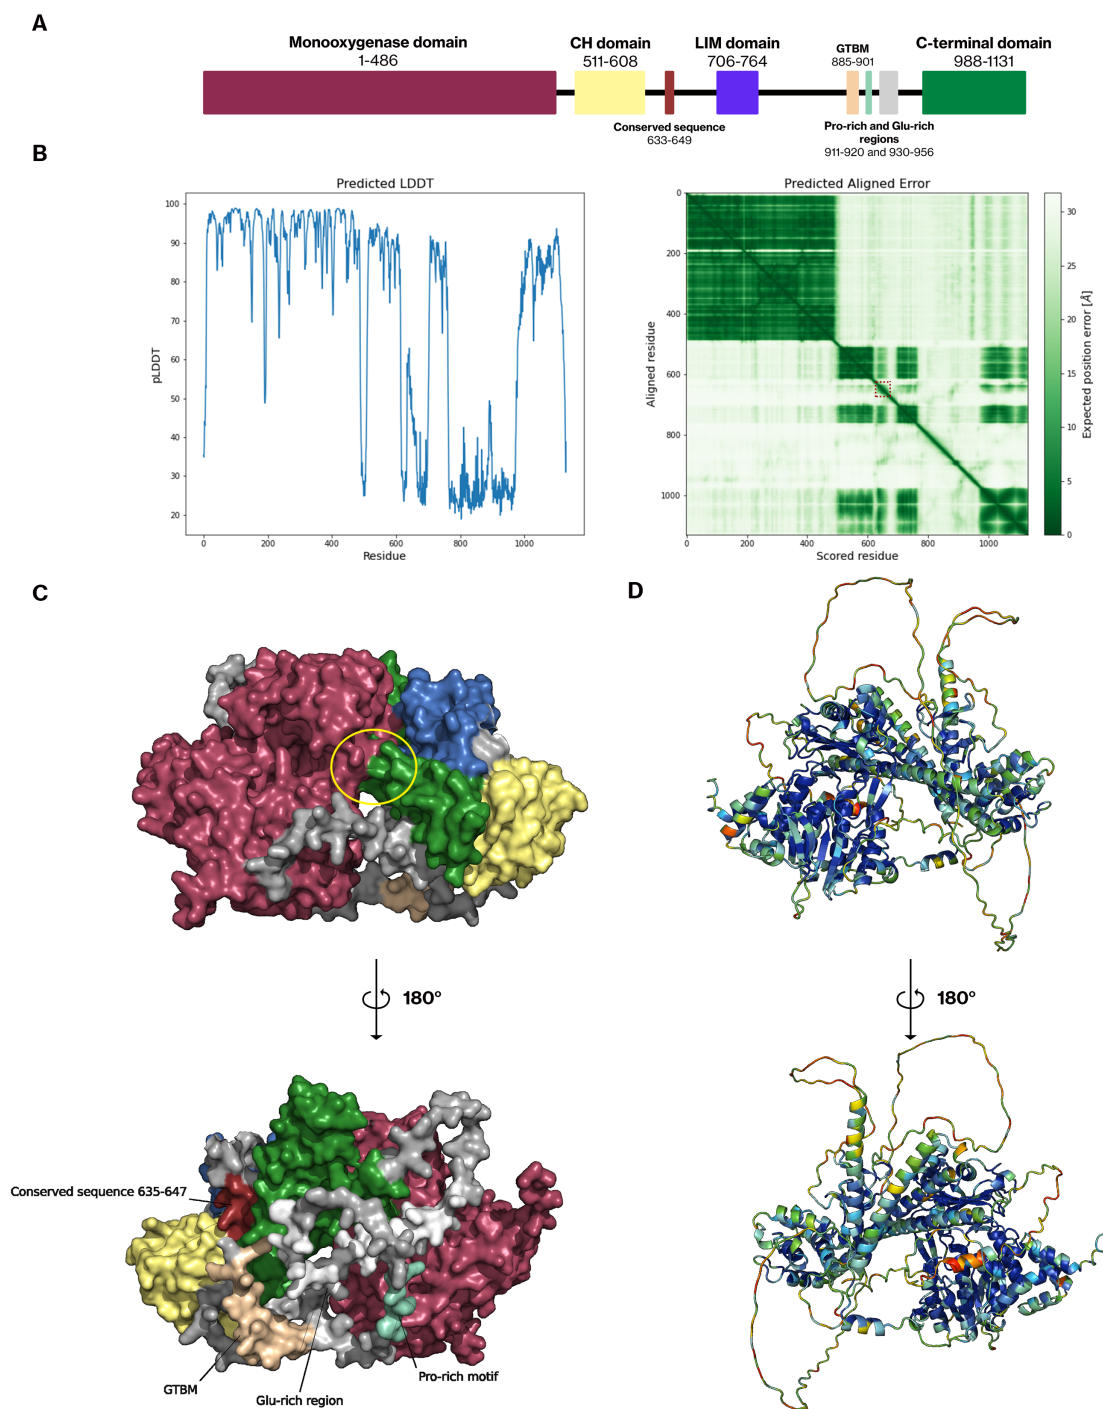 A
Monooxygenase domain
1-486
CH domain
511-608
LIM domain
706-764
GTBM
885-901
C-terminal domain
988-1131
Conserved sequence
633-649
Pro-rich and Glu-rich
regions
911-920 and 930-956
B
Predicted LDDT
100
90
80
70
60
50
40
30
20
pLDDT
0
200
400
600
800
1000
Residue
Predicted Aligned Error
0
200
400
600
800
1000
Aligned residue
0
200
400
600
800
1000
Scored residue
30
25
20
15
10
5
0
Expected position error [Å]
C
D
180°
180°
Conserved sequence 635-647
GTBM
Glu-rich region
Pro-rich motif